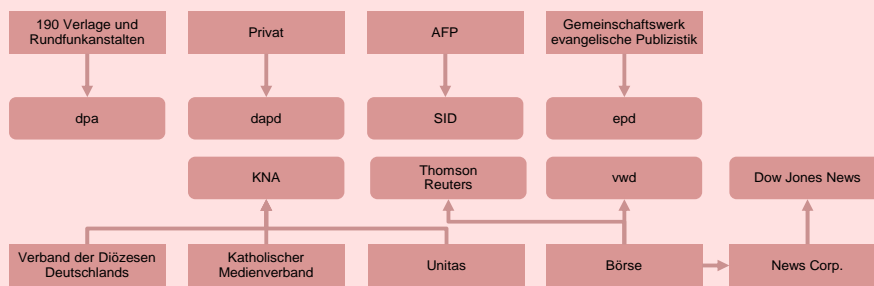 190 Verlage und
Rundfunkanstalten
Privat
AFP
Gemeinschaftswerk
evangelische Publizistik
dpa
dapd
SID
epd
KNA
Thomson
Reuters
vwd
Dow Jones News
Verband der Diözesen
Deutschlands
Katholischer
Medienverband
Unitas
Börse
News Corp.